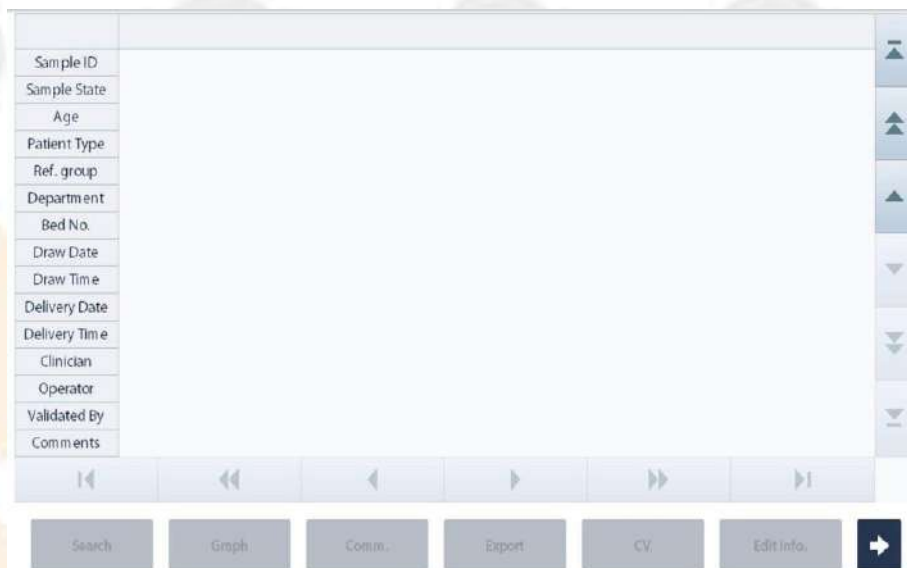 Sample ID
Sample State
Age
Patient Type
Ref. group
Department
Bed No.
Draw Date
Draw Time
Delivery Date
Delivery Time
Clinician
Operator
Validated By
Comments
Search
Graph
Comm.
Export
CV.
Edit Info.